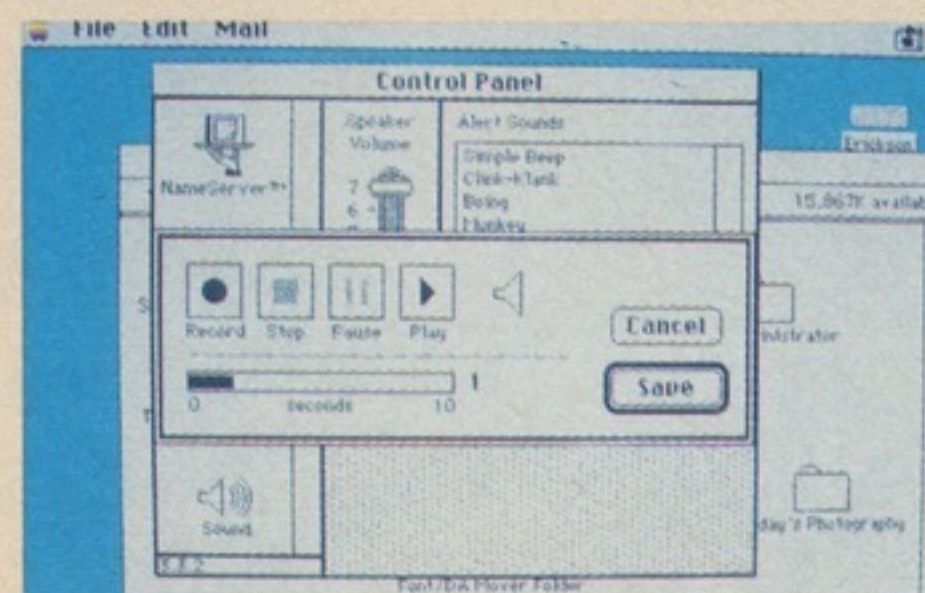 File Edit Mail
Control Panel
Erickson
NameServer™
Speaker
Volume
7
6
Alert Sounds
Simple Beep
Clink-Klank
Boing
Monkey
15,867K availab
Record Stop Pause Play
Cancel
Save
1
0 seconds 10
ministrator
Sound
day's Photography
Font/DA Mover Folder